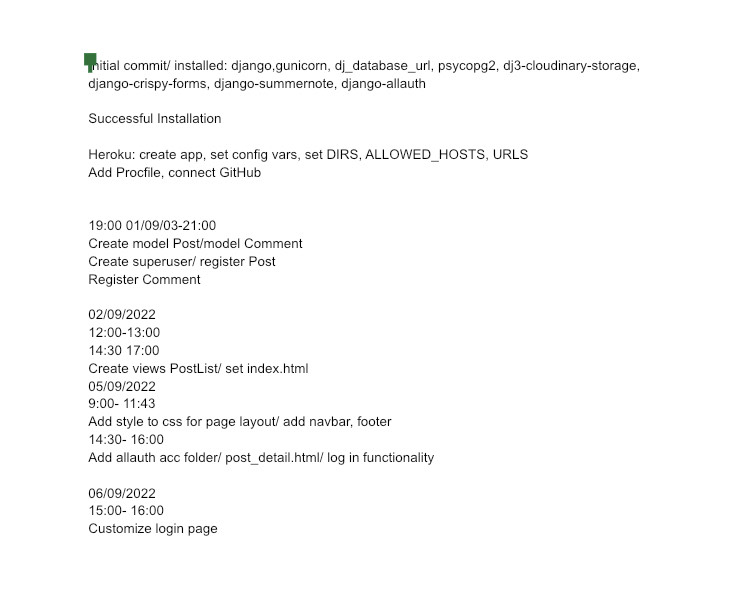 Initial commit/ installed: django,gunicorn, dj_database_url, psycopg2, dj3-cloudinary-storage,
django-crispy-forms, django-summernote, django-allauth
Successful Installation
Heroku: create app, set config vars, set DIRS, ALLOWED_HOSTS, URLS
Add Procfile, connect GitHub
19:00 01/09/03-21:00
Create model Post/model Comment
Create superuser/ register Post
Register Comment
02/09/2022
12:00-13:00
14:30 17:00
Create views PostList/ set index.html
05/09/2022
9:00- 11:43
Add style to css for page layout/ add navbar, footer
14:30- 16:00
Add allauth acc folder/ post_detail.html/ log in functionality
06/09/2022
15:00- 16:00
Customize login page